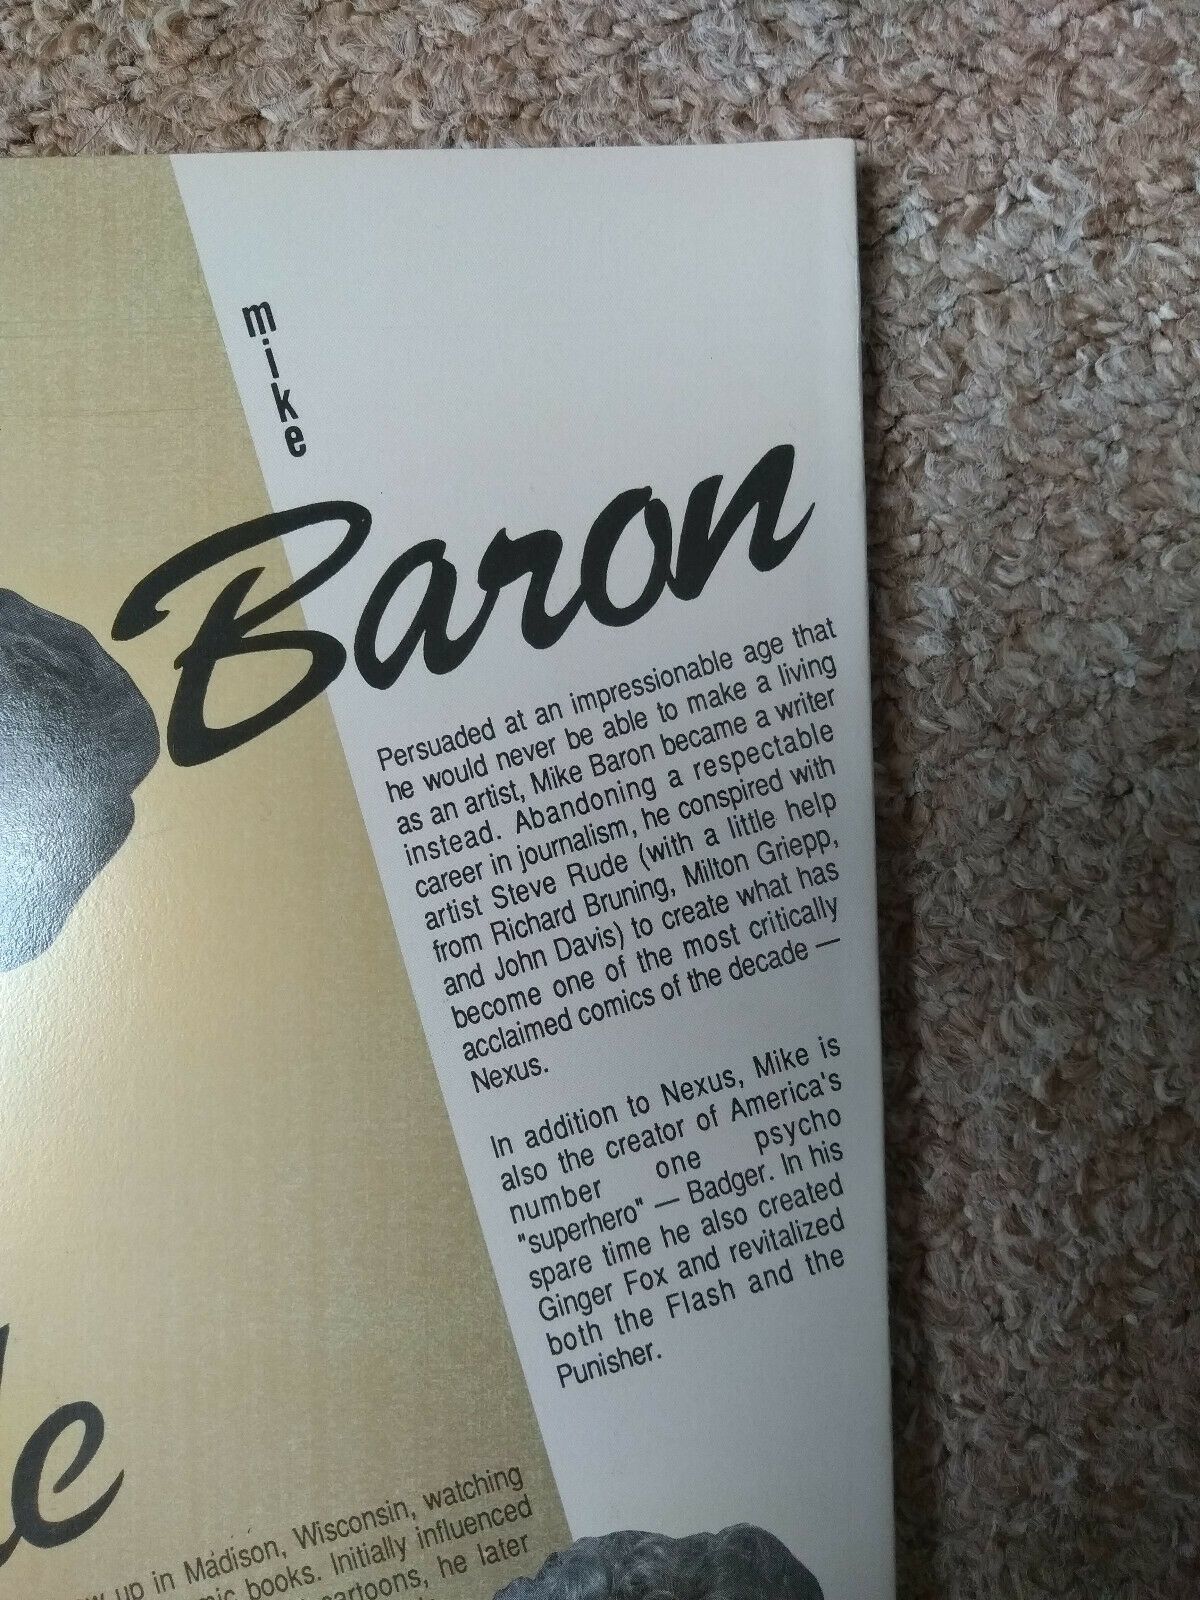 mike
Baron
Persuaded at an impressionable age that
he would never be able to make a living
as an artist, Mike Baron became a writer
instead. Abandoning a respectable
career in journalism, he conspired with
artist Steve Rude (with a little help
from Richard Bruning, Milton Griepp,
and John Davis) to create what has
become one of the most critically
acclaimed comics of the decade —
Nexus.
In addition to Nexus, Mike is
also the creator of America's
number one psycho
"superhero" — Badger. In his
spare time he also created
Ginger Fox and revitalized
both the Flash and the
Punisher.
e
up in Madison, Wisconsin, watching
books. Initially influenced
cartoons, he later